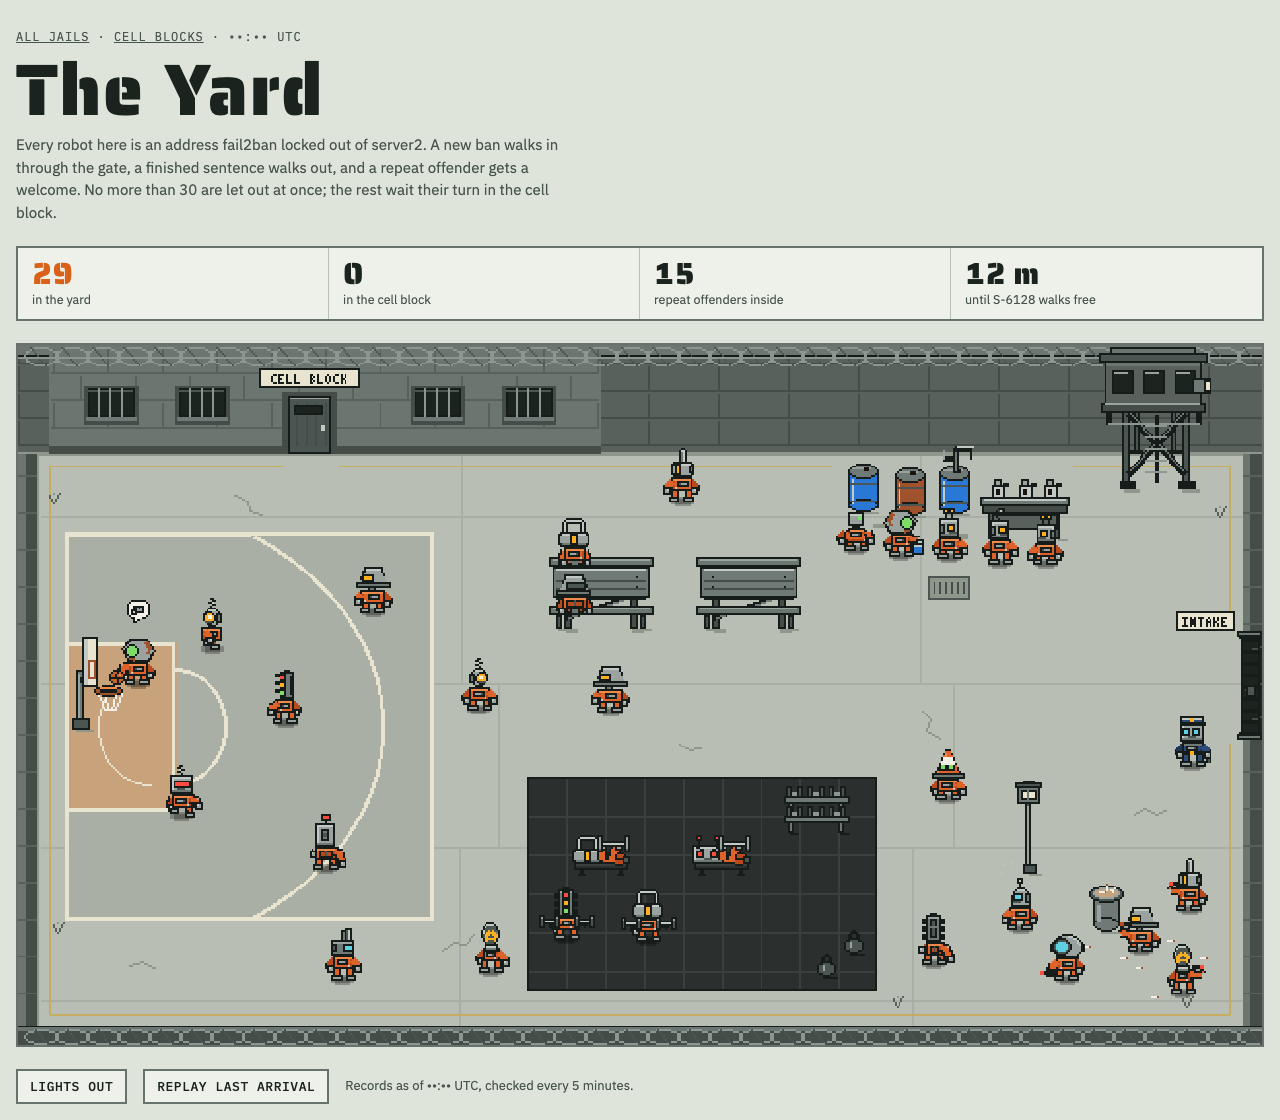 ALL JAILS · CELL BLOCKS · ••:•• UTC
The Yard
Every robot here is an address fail2ban locked out of server2. A new ban walks in
through the gate, a finished sentence walks out, and a repeat offender gets a
welcome. No more than 30 are let out at once; the rest wait their turn in the cell
block.
29
in the yard
0
in the cell block
15
repeat offenders inside
12 m
until S-6128 walks free
CELL BLOCK
INTAKE
LIGHTS OUT
REPLAY LAST ARRIVAL
Records as of ••:•• UTC, checked every 5 minutes.